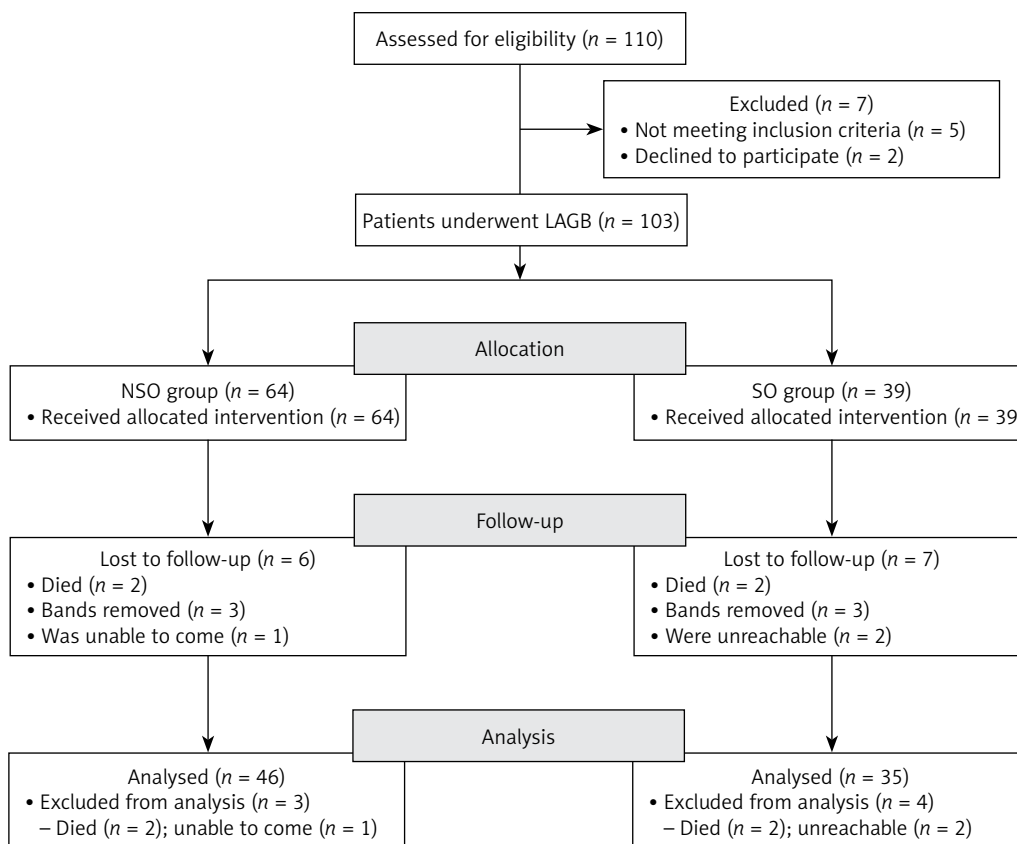 Assessed for eligibility (n = 110)
Excluded (n = 7)
• Not meeting inclusion criteria (n = 5)
• Declined to participate (n = 2)
Patients underwent LAGB (n = 103)
Allocation
NSO group (n = 64)
• Received allocated intervention (n = 64)
SO group (n = 39)
• Received allocated intervention (n = 39
Follow-up
Lost to follow-up (n = 6)
• Died (n = 2)
• Bands removed (n = 3)
• Was unable to come (n = 1)
Lost to follow-up (n = 7)
• Died (n = 2)
• Bands removed (n = 3)
• Were unreachable (n = 2)
Analysis
Analysed (n = 46)
• Excluded from analysis (n = 3)
– Died (n = 2); unable to come (n = 1)
Analysed (n = 35)
• Excluded from analysis (n = 4)
– Died (n = 2); unreachable (n = 2)